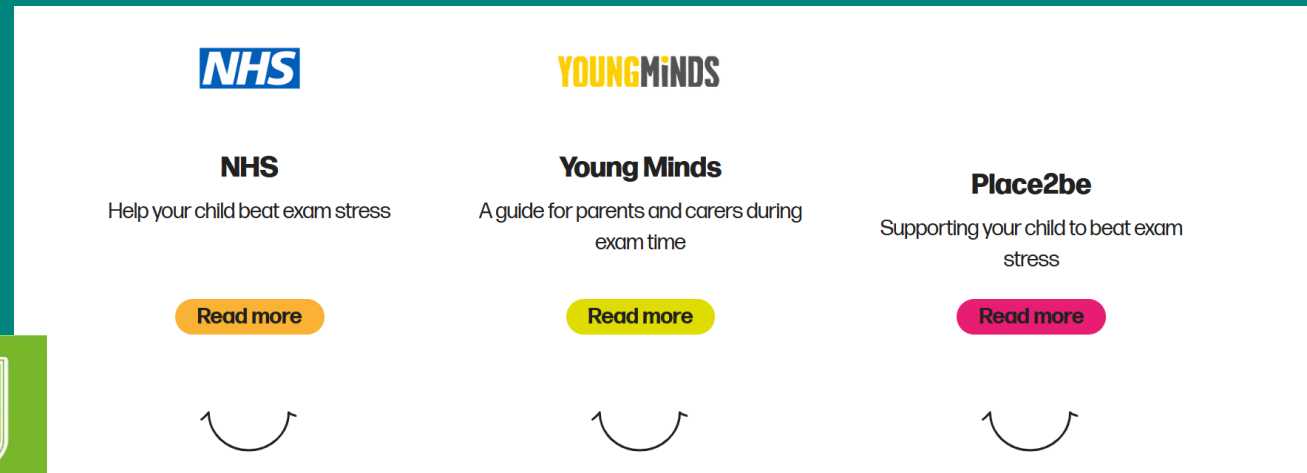 NHS
NHS
Help your child beat exam stress
Read more
YOUNGMiNDS
Young Minds
A guide for parents and carers during
exam time
Read more
Place2be
Supporting your child to beat exam
stress
Read more